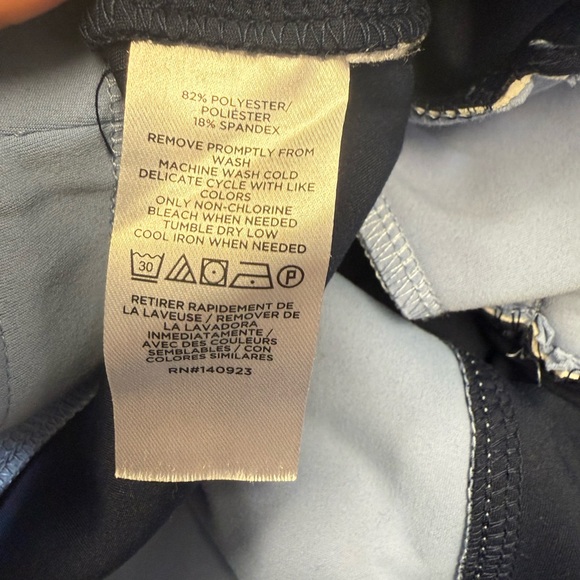 82% POLYESTER/
POLIÉSTER
18% SPANDEX
REMOVE PROMPTLY FROM
WASH
MACHINE WASH COLD
DELICATE CYCLE WITH LIKE
COLORS
ONLY NON-CHLORINE
BLEACH WHEN NEEDED
TUMBLE DRY LOW
COOL IRON WHEN NEEDED
30 P
RETIRER RAPIDEMENT DE
LA LAVEUSE / REMOVER DE
LA LAVADORA
INMEDIATAMENTE /
AVEC DES COULEURS
SEMBLABLES / CON
COLORES SIMILARES
RN#140923